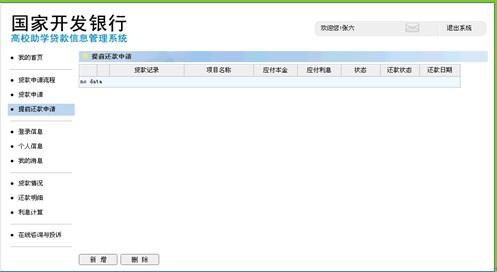 国家开发银行
高校助学贷款信息管理系统
欢迎您!张六
退出系统
我的首页
贷款申请流程
贷款申请
提前还款申请
登录信息
个人信息
我的消息
贷款情况
还款明细
利息计算
在线咨询与投诉
提前还款申请
贷款记录 项目名称 应付本金 应付利息 状态 还款状态 还款日期
no data
新 增 删 除